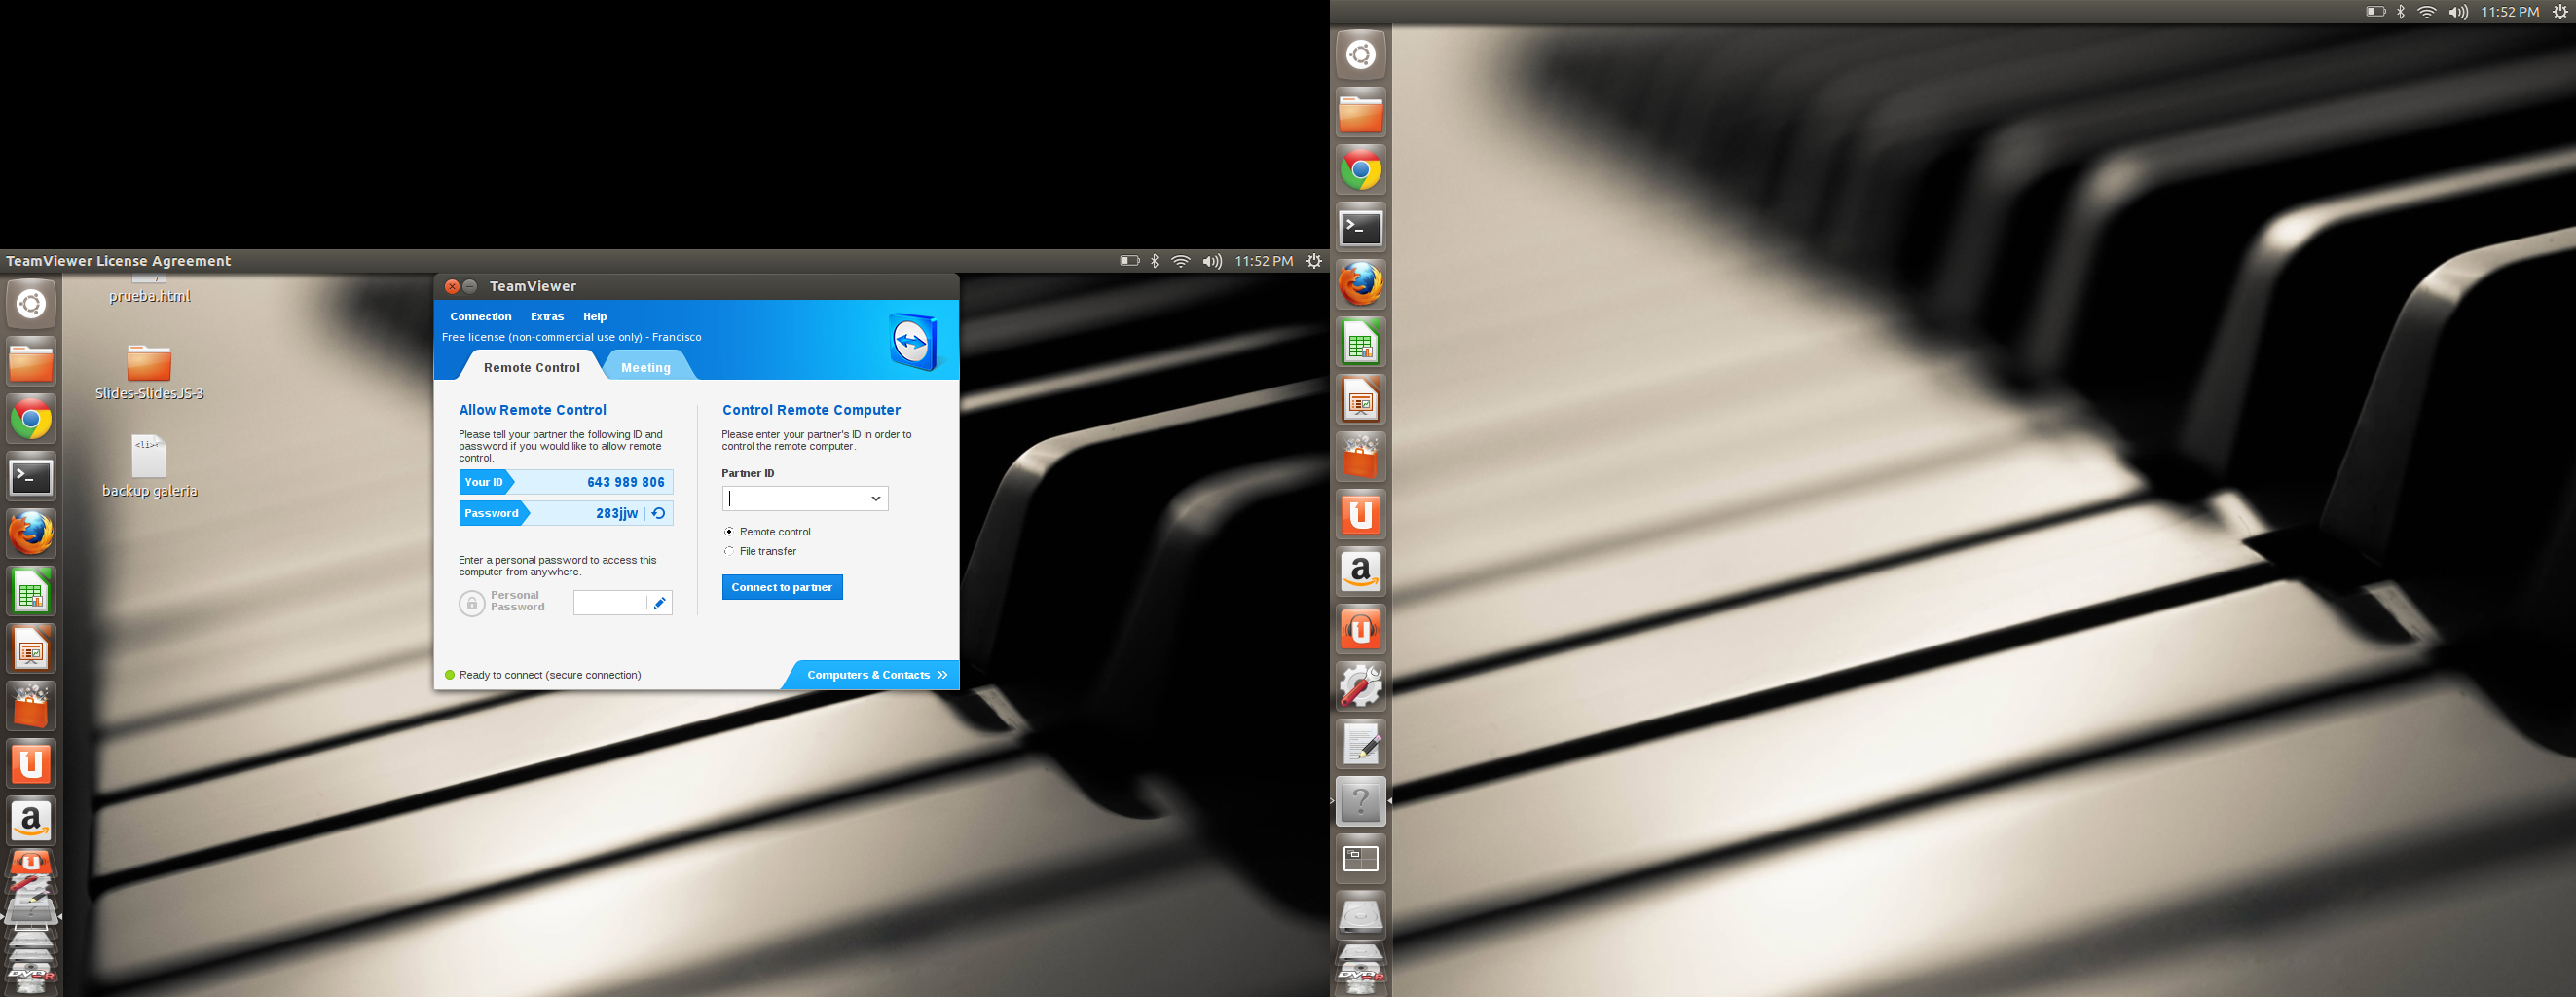 TeamViewer License Agreement
11:52 PM
prueba.html
Slides-SlidesJS-3
<li><
backup galeria
TeamViewer
Connection Extras Help
Free license (non-commercial use only) - Francisco
Remote Control Meeting
Allow Remote Control
Please tell your partner the following ID and
password if you would like to allow remote
control.
Your ID 643 989 806
Password 283jjw
Enter a personal password to access this
computer from anywhere.
Personal
Password
Control Remote Computer
Please enter your partner's ID in order to
control the remote computer.
Partner ID
Remote control
File transfer
Connect to partner
Ready to connect (secure connection)
Computers & Contacts >>
11:52 PM